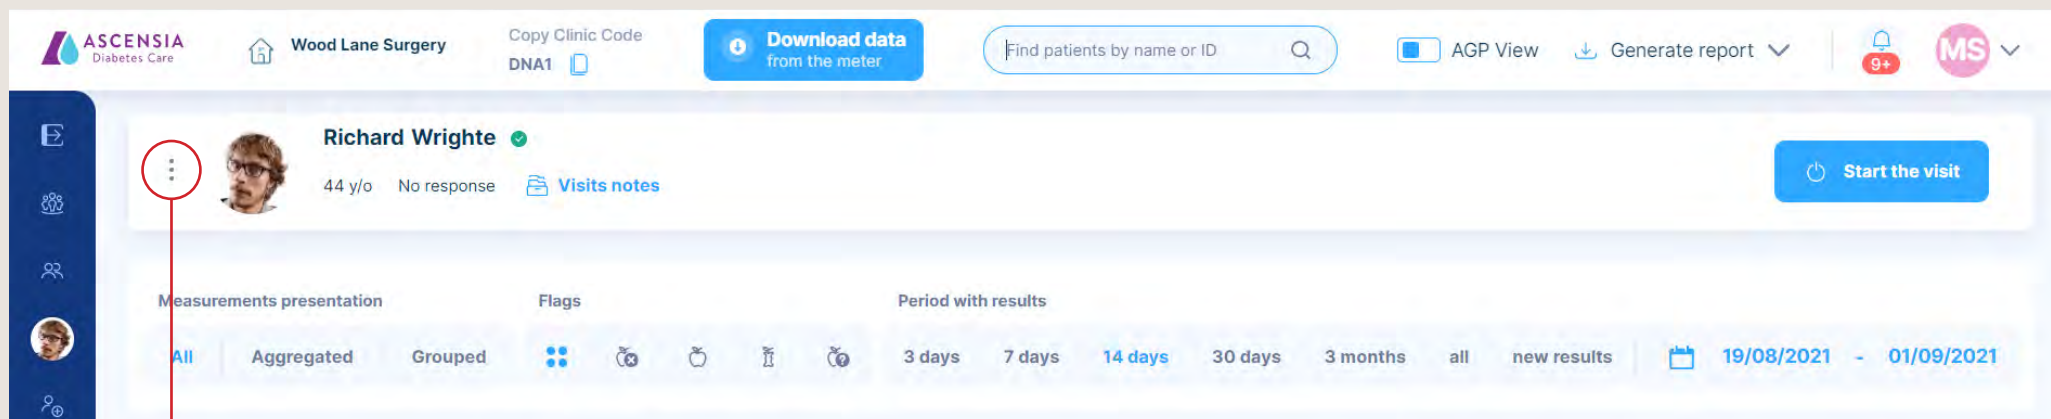 ASCENSIA
Diabetes Care
Wood Lane Surgery
Copy Clinic Code
DNA1
Download data
from the meter
Find patients by name or ID
AGP View
Generate report
9+
MS
Richard Wrighte
44 y/o No response Visits notes
Start the visit
Measurements presentation Flags Period with results
All Aggregated Grouped 3 days 7 days 14 days 30 days 3 months all new results 19/08/2021 - 01/09/2021